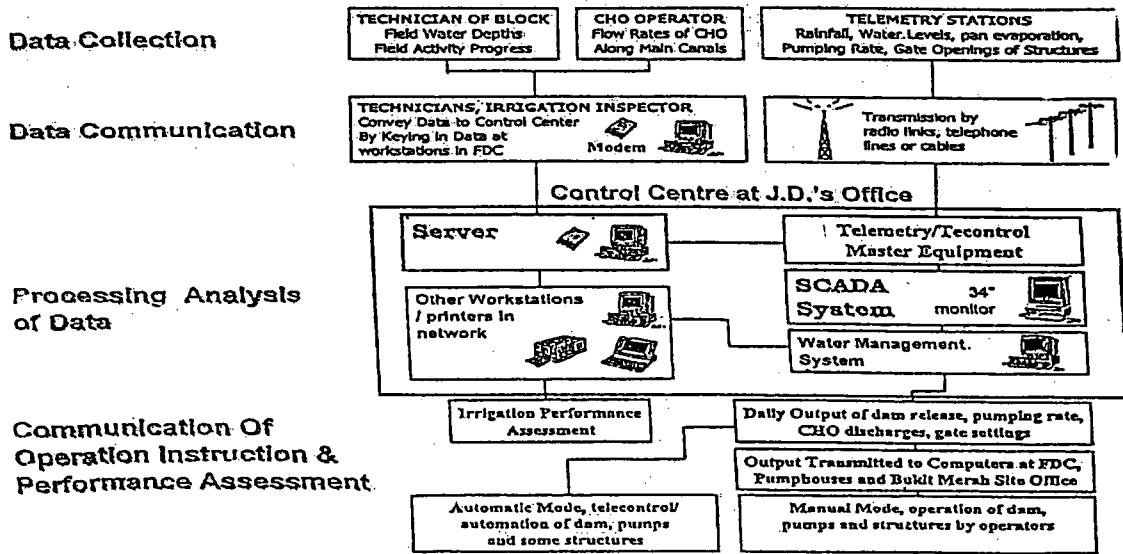 Data Collection
TECHNICIAN OF BLOCK
Field Water Depths
Field Activity Progress
CHO OPERATOR
Flow Rates of CHO
Along Main Canals
TELEMETRY STATIONS
Rainfall, Water Levels, pan evaporation,
Pumping Rate, Gate Openings of Structures
Data Communication
TECHNICIANS, IRRIGATION INSPECTOR
Convey Data to Control Center
By Keying in Data at
workstations in FDC
Modem
Transmission by
radio links, telephone
lines or cables
Control Centre at J.D.'s Office
Processing Analysis
of Data
Server
Telemetry/Tecontrol
Master Equipment
Other Workstations
/ printers in
network
SCADA
System
34"
monitor
Water Management.
System
Communication Of
Operation Instruction &
Performance Assessment
Irrigation Performance
Assessment
Daily Output of dam release, pumping rate,
CHO discharges, gate settings
Output Transmitted to Computers at FDC,
Pumphouses and Bukit Merah Site Office
Automatic Mode, telecontrol/
automation of dam, pumps
and some structures
Manual Mode, operation of dam,
pumps and structures by operators